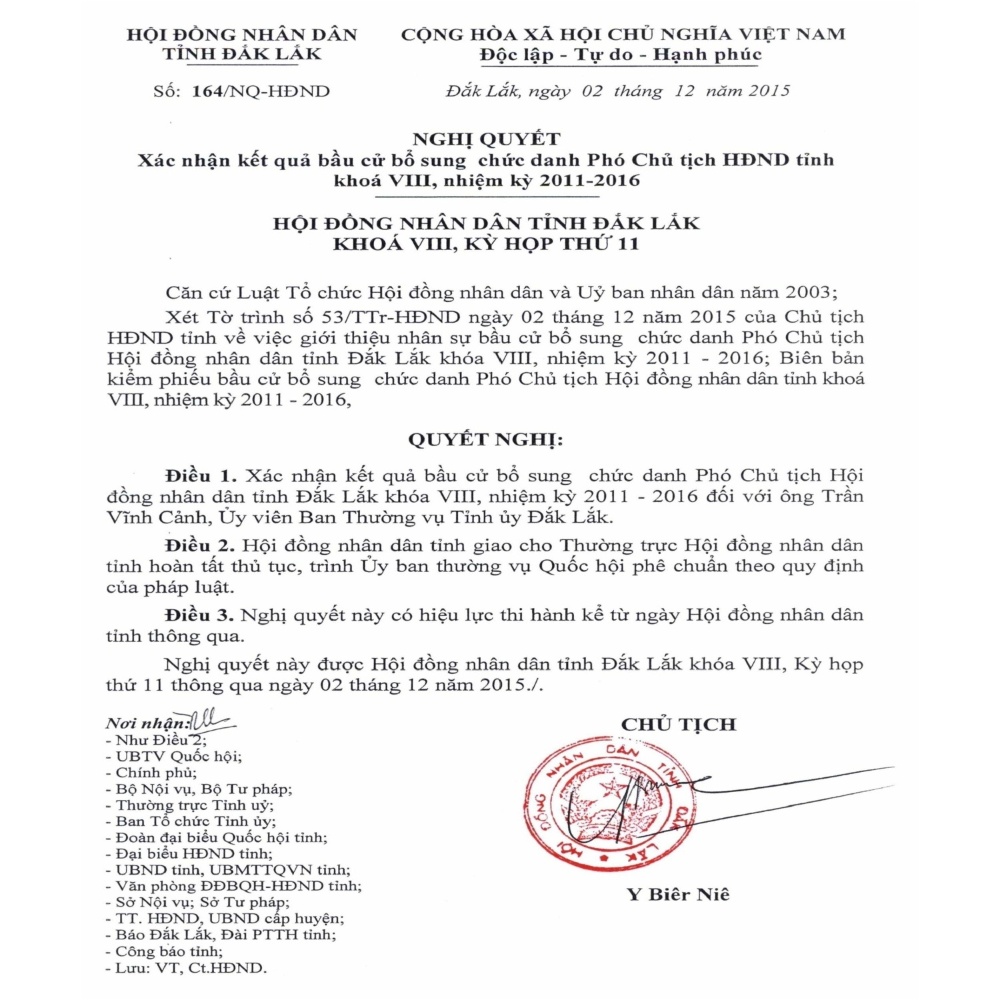 HỘI ĐỒNG NHÂN DÂN
TỈNH ĐẮK LẮK
CỘNG HÒA XÃ HỘI CHỦ NGHĨA VIỆT NAM
Độc lập - Tự do - Hạnh phúc
Số: 164/NQ-HĐND
Đắk Lắk, ngày 02 tháng 12 năm 2015
NGHỊ QUYẾT
Xác nhận kết quả bầu cử bổ sung chức danh Phó Chủ tịch HĐND tỉnh
khoá VIII, nhiệm kỳ 2011-2016
HỘI ĐỒNG NHÂN DÂN TỈNH ĐẮK LẮK
KHOÁ VIII, KỲ HỌP THỨ 11
Căn cứ Luật Tổ chức Hội đồng nhân dân và Uỷ ban nhân dân năm 2003;
Xét Tờ trình số 53/TTr-HĐND ngày 02 tháng 12 năm 2015 của Chủ tịch
HĐND tỉnh về việc giới thiệu nhân sự bầu cử bổ sung chức danh Phó Chủ tịch
Hội đồng nhân dân tỉnh Đắk Lắk khóa VIII, nhiệm kỳ 2011 - 2016; Biên bản
kiểm phiếu bầu cử bổ sung chức danh Phó Chủ tịch Hội đồng nhân dân tỉnh khoá
VIII, nhiệm kỳ 2011 - 2016,
QUYẾT NGHỊ:
Điều 1. Xác nhận kết quả bầu cử bổ sung chức danh Phó Chủ tịch Hội
đồng nhân dân tỉnh Đắk Lắk khóa VIII, nhiệm kỳ 2011 - 2016 đối với ông Trần
Vĩnh Cảnh, Ủy viên Ban Thường vụ Tỉnh ủy Đắk Lắk.
Điều 2. Hội đồng nhân dân tỉnh giao cho Thường trực Hội đồng nhân dân
tỉnh hoàn tất thủ tục, trình Ủy ban thường vụ Quốc hội phê chuẩn theo quy định
của pháp luật.
Điều 3. Nghị quyết này có hiệu lực thi hành kể từ ngày Hội đồng nhân dân
tỉnh thông qua.
Nghị quyết này được Hội đồng nhân dân tỉnh Đắk Lắk khóa VIII, Kỳ họp
thứ 11 thông qua ngày 02 tháng 12 năm 2015./.
Nơi nhận:
- Như Điều 2;
- UBTV Quốc hội;
- Chính phủ;
- Bộ Nội vụ, Bộ Tư pháp;
- Thường trực Tỉnh uỷ;
- Ban Tổ chức Tỉnh ủy;
- Đoàn đại biểu Quốc hội tỉnh;
- Đại biểu HĐND tỉnh;
- UBND tỉnh, UBMTTQVN tỉnh;
- Văn phòng ĐĐBQH-HĐND tỉnh;
- Sở Nội vụ; Sở Tư pháp;
- TT. HĐND, UBND cấp huyện;
- Báo Đắk Lắk, Đài PTTH tỉnh;
- Công báo tỉnh;
- Lưu: VT, Ct.HĐND.
CHỦ TỊCH
HỘI ĐỒNG NHÂN DÂN TỈNH ĐẮK LẮK
Y Biêr Niê